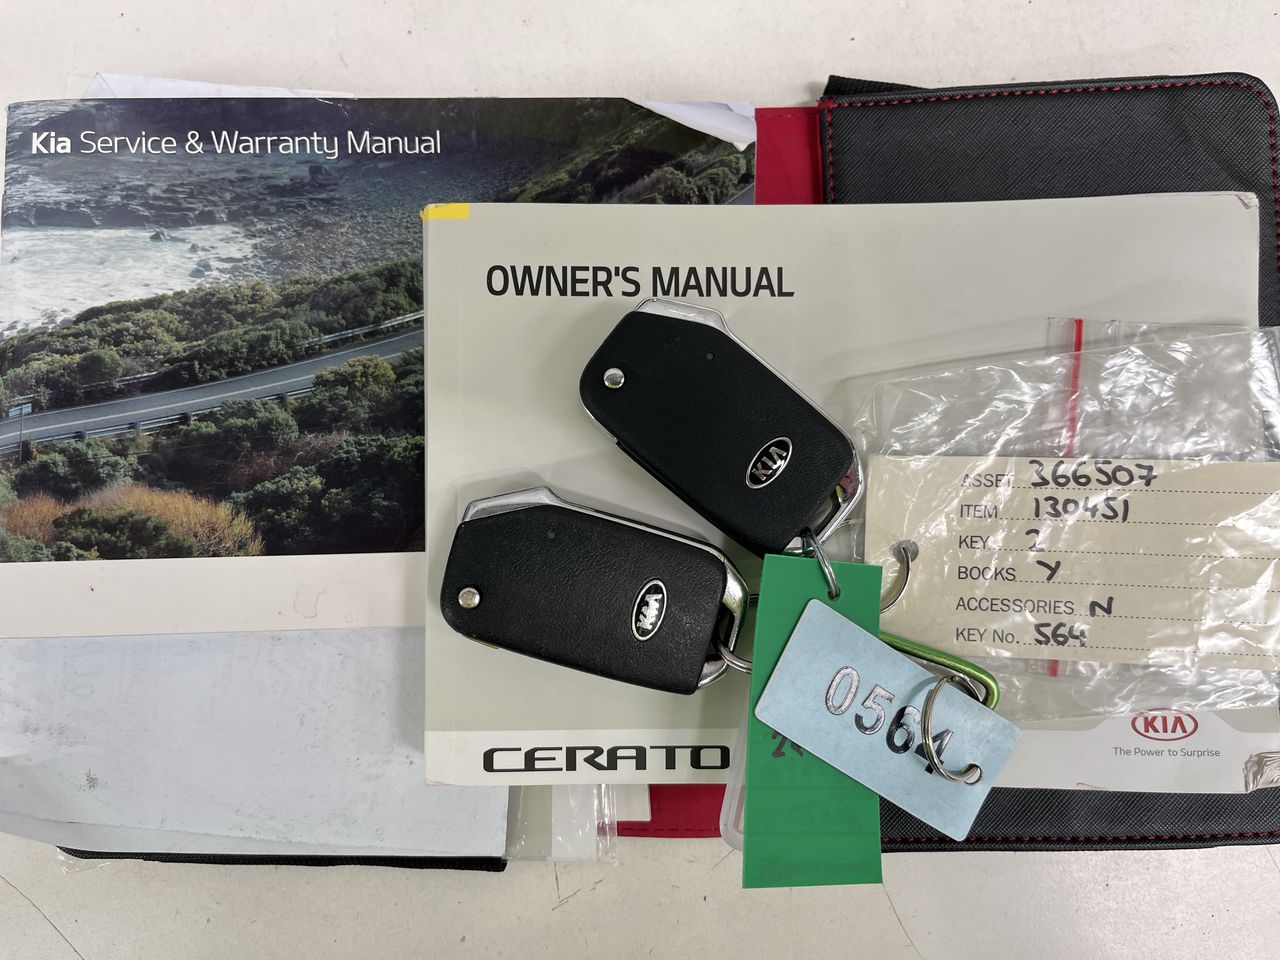 Kia Service & Warranty Manual
OWNER'S MANUAL
KIA
KIA
ASSET 366507
ITEM 130451
KEY 2
BOOKS Y
ACCESSORIES N
KEY No. 564
0564
CERATO
KIA
The Power to Surprise